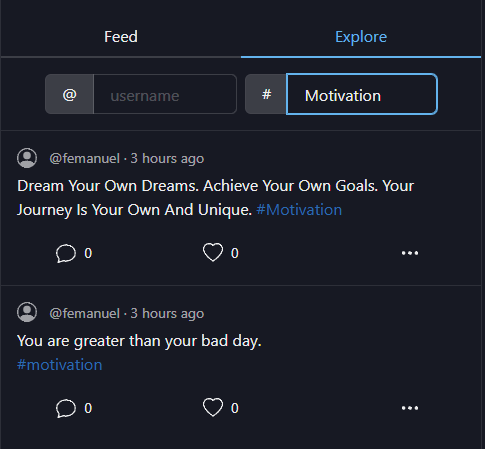 Feed Explore
@ username # Motivation
@femanuel · 3 hours ago
Dream Your Own Dreams. Achieve Your Own Goals. Your
Journey Is Your Own And Unique. #Motivation
0 0
@femanuel · 3 hours ago
You are greater than your bad day.
#motivation
0 0